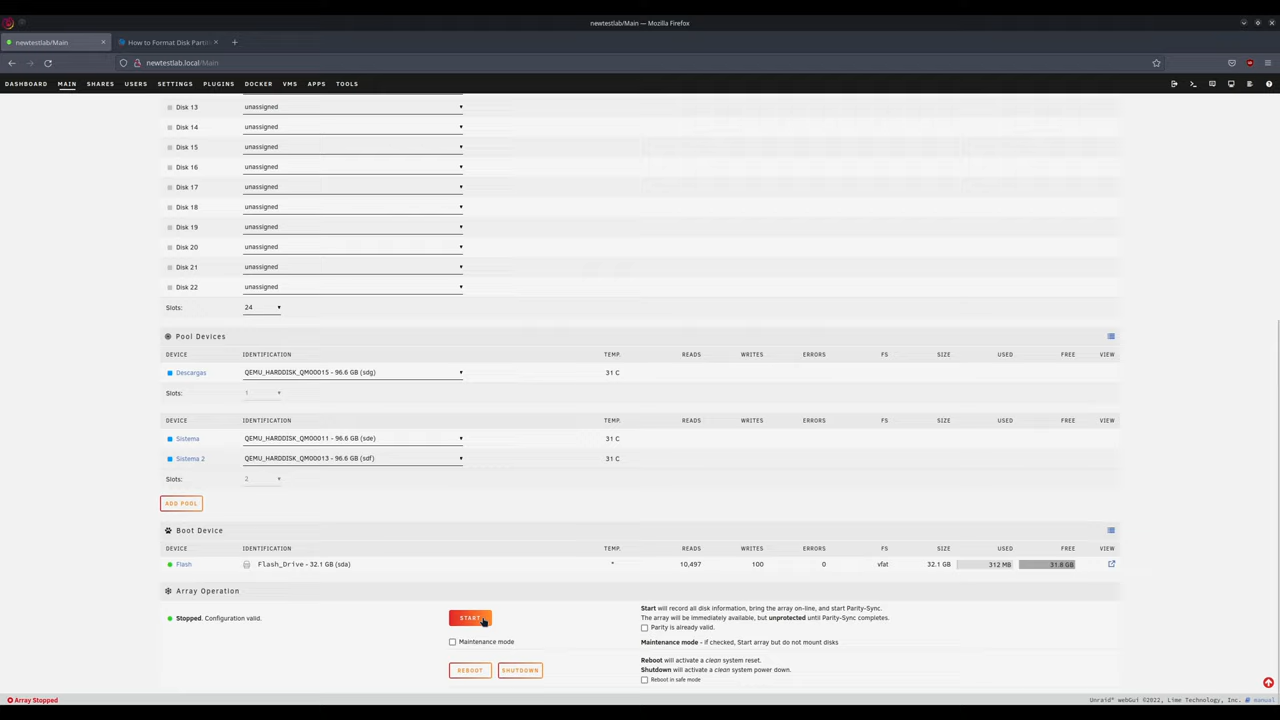 newtestlab/Main — Mozilla Firefox
newtestlab/Main
How to Format Disk Parti
newtestlab.local/Main
DASHBOARD MAIN SHARES USERS SETTINGS PLUGINS DOCKER VMS APPS TOOLS
Disk 13 unassigned
Disk 14 unassigned
Disk 15 unassigned
Disk 16 unassigned
Disk 17 unassigned
Disk 18 unassigned
Disk 19 unassigned
Disk 20 unassigned
Disk 21 unassigned
Disk 22 unassigned
Slots: 24
Pool Devices
DEVICE IDENTIFICATION TEMP. READS WRITES ERRORS FS SIZE USED FREE VIEW
Descargas QEMU_HARDDISK_QM00015 - 96.6 GB (sdg) 31 C
Slots: 1
DEVICE IDENTIFICATION TEMP. READS WRITES ERRORS FS SIZE USED FREE VIEW
Sistema QEMU_HARDDISK_QM00011 - 96.6 GB (sde) 31 C
Sistema 2 QEMU_HARDDISK_QM00013 - 96.6 GB (sdf) 31 C
Slots: 2
ADD POOL
Boot Device
DEVICE IDENTIFICATION TEMP. READS WRITES ERRORS FS SIZE USED FREE VIEW
Flash Flash_Drive - 32.1 GB (sda) * 10,497 100 0 vfat 32.1 GB 312 MB 31.8 GB
Array Operation
Stopped. Configuration valid.
START
Start will record all disk information, bring the array on-line, and start Parity-Sync.
The array will be immediately available, but unprotected until Parity-Sync completes.
Parity is already valid.
Maintenance mode
Maintenance mode - if checked, Start array but do not mount disks
REBOOT SHUTDOWN
Reboot will activate a clean system reset.
Shutdown will activate a clean system power down.
Reboot in safe mode
Array Stopped
Unraid® webGui ©2022, Lime Technology, Inc. manual